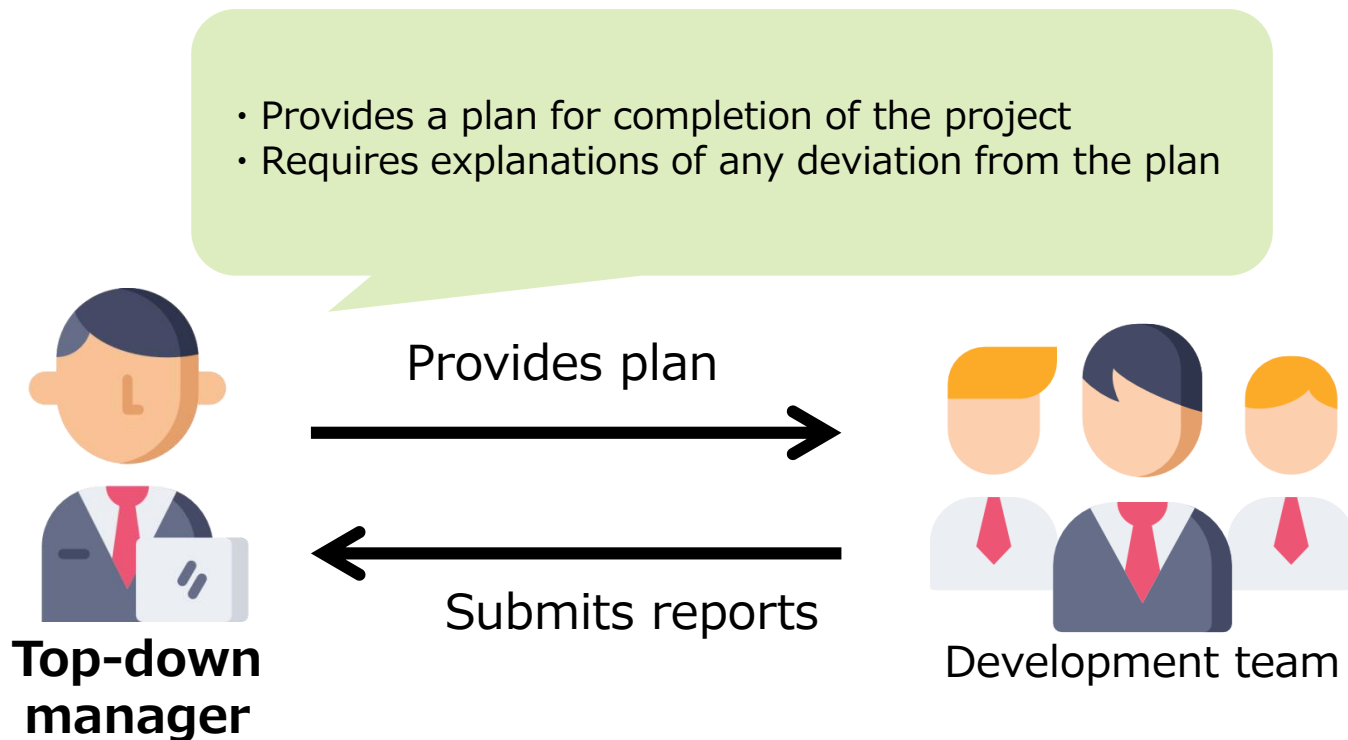 ・Provides a plan for completion of the project
・Requires explanations of any deviation from the plan
Provides plan
Submits reports
Top-down
manager
Development team